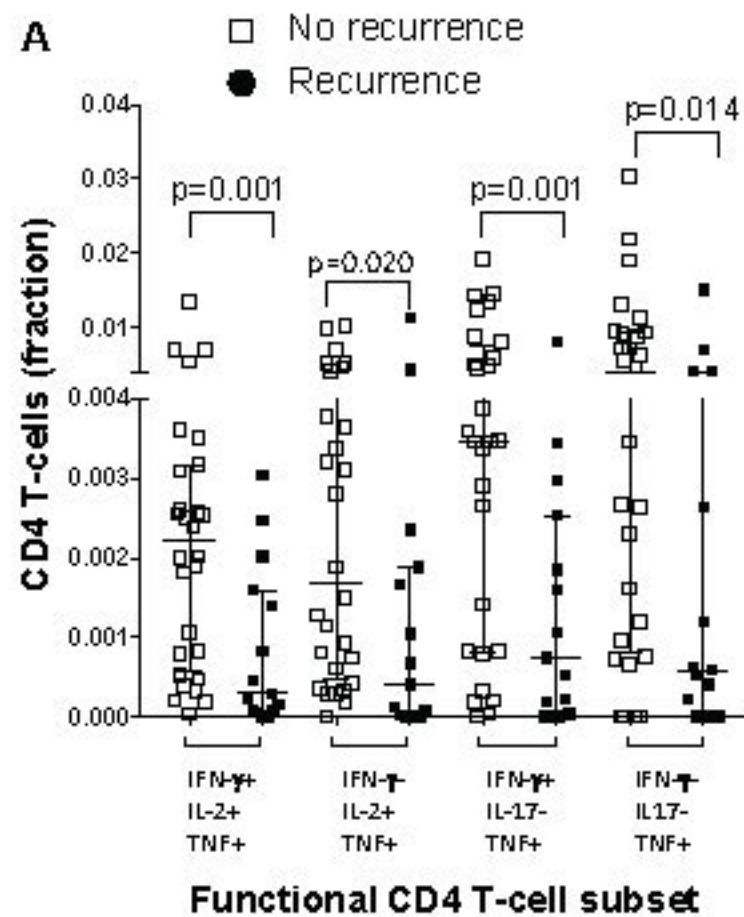 A
No recurrence
Recurrence
CD4 T-cells (fraction)
0.04
0.03
0.02
0.01
0.004
0.003
0.002
0.001
0.000
p=0.001
p=0.020
p=0.001
p=0.014
IFN-γ+
IL-2+
TNF+
IFN-γ-
IL-2+
TNF+
IFN-γ+
IL-17-
TNF+
IFN-γ-
IL17-
TNF+
Functional CD4 T-cell subset